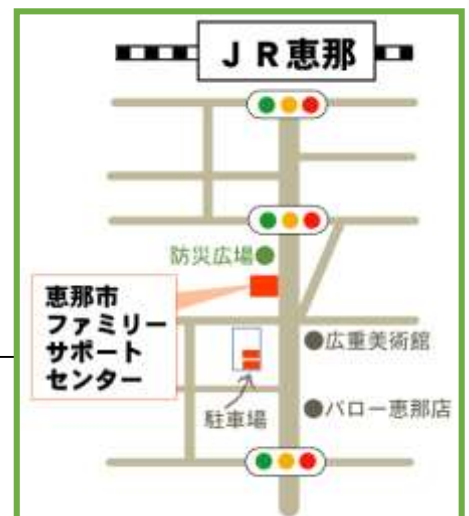 JR恵那
防災広場
恵那市
ファミリー
サポート
センター
広重美術館
駐車場
バロー恵那店